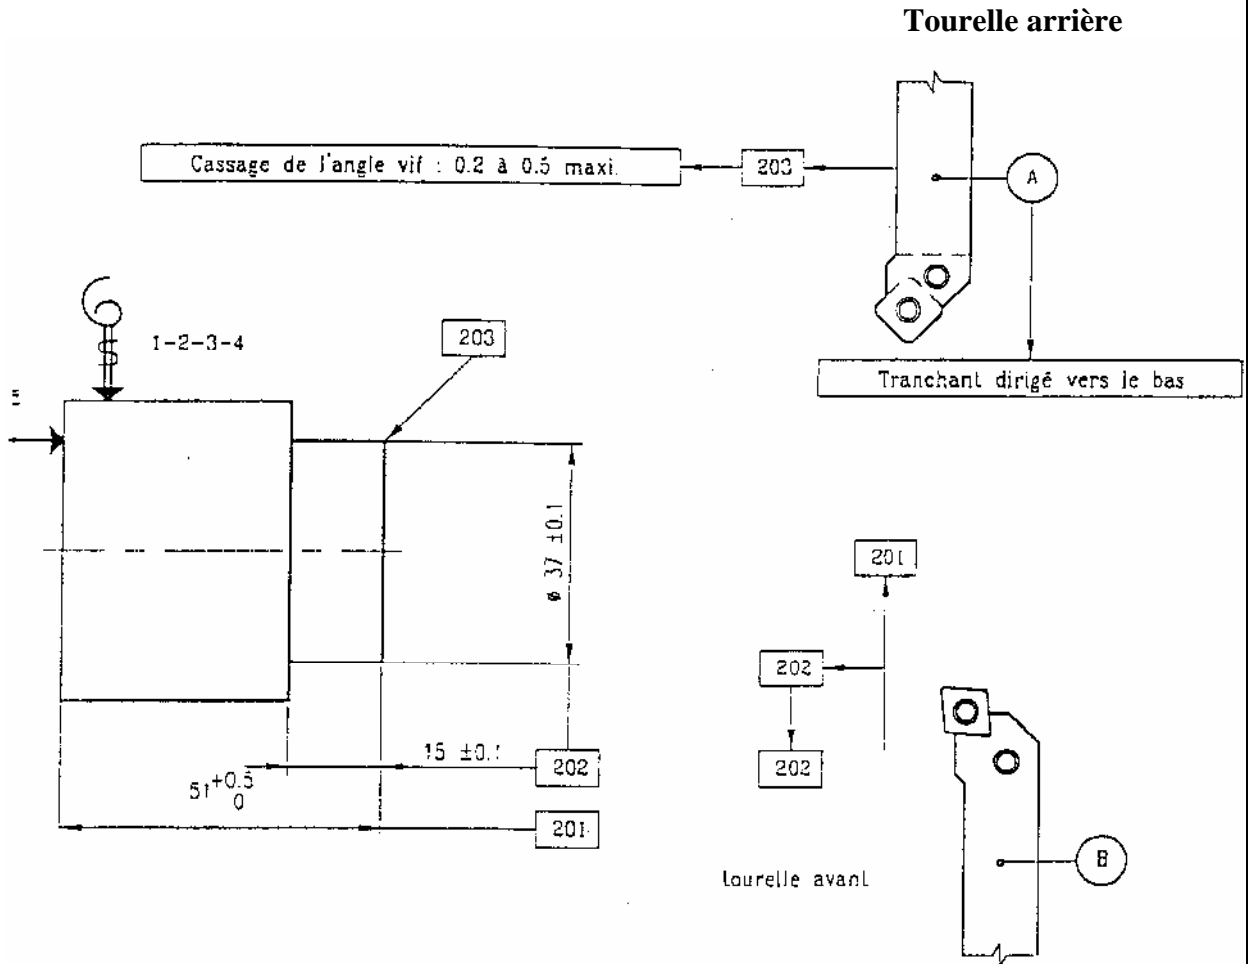 Tourelle arrière
Cassage de l'angle vif : 0.2 à 0.5 maxi.
203
A
1-2-3-4
203
5
Tranchant dirigé vers le bas
ø 37 ±0.1
201
202
202
15 ±0.1
202
51 +0.5 0
201
B
tourelle avant